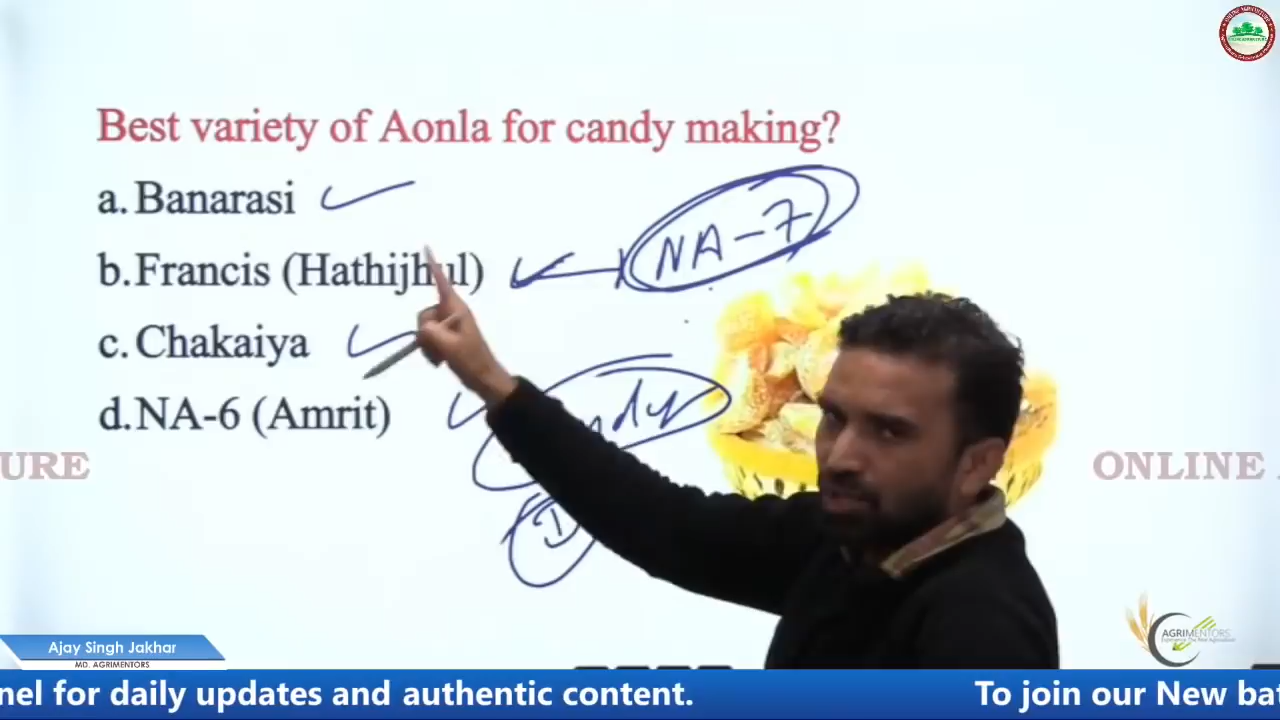 Best variety of Aonla for candy making?
a. Banarasi
b. Francis (Hathijhul)
NA-7
c. Chakaiya
d. NA-6 (Amrit)
D
URE
ONLINE
AGRIMENTORS
Ajay Singh Jakhar
MD. AGRIMENTORS
nel for daily updates and authentic content.
To join our New bat